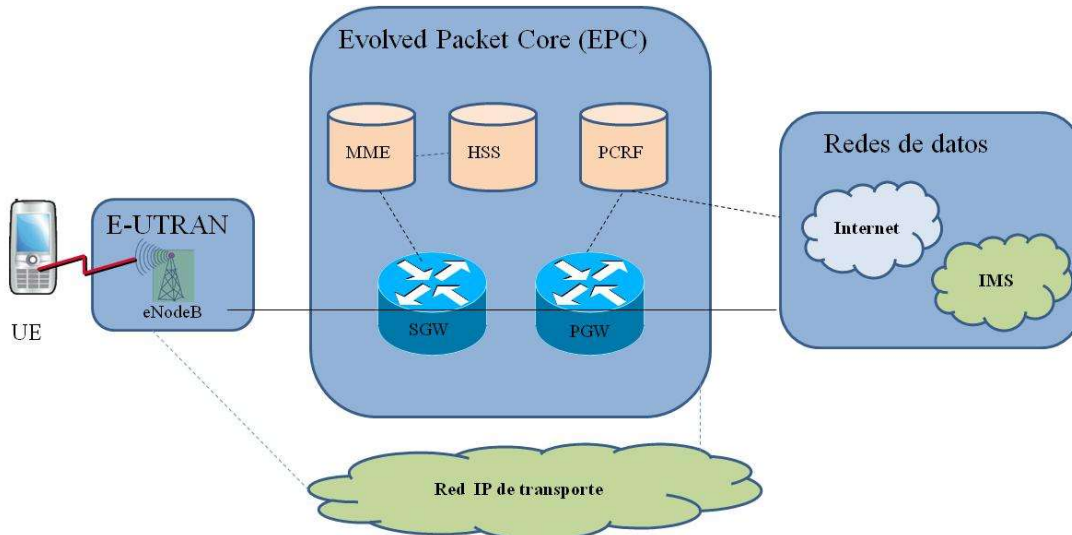 Evolved Packet Core (EPC)
MME
HSS
PCRF
Redes de datos
Internet
IMS
E-UTRAN
eNodeB
UE
SGW
PGW
Red IP de transporte